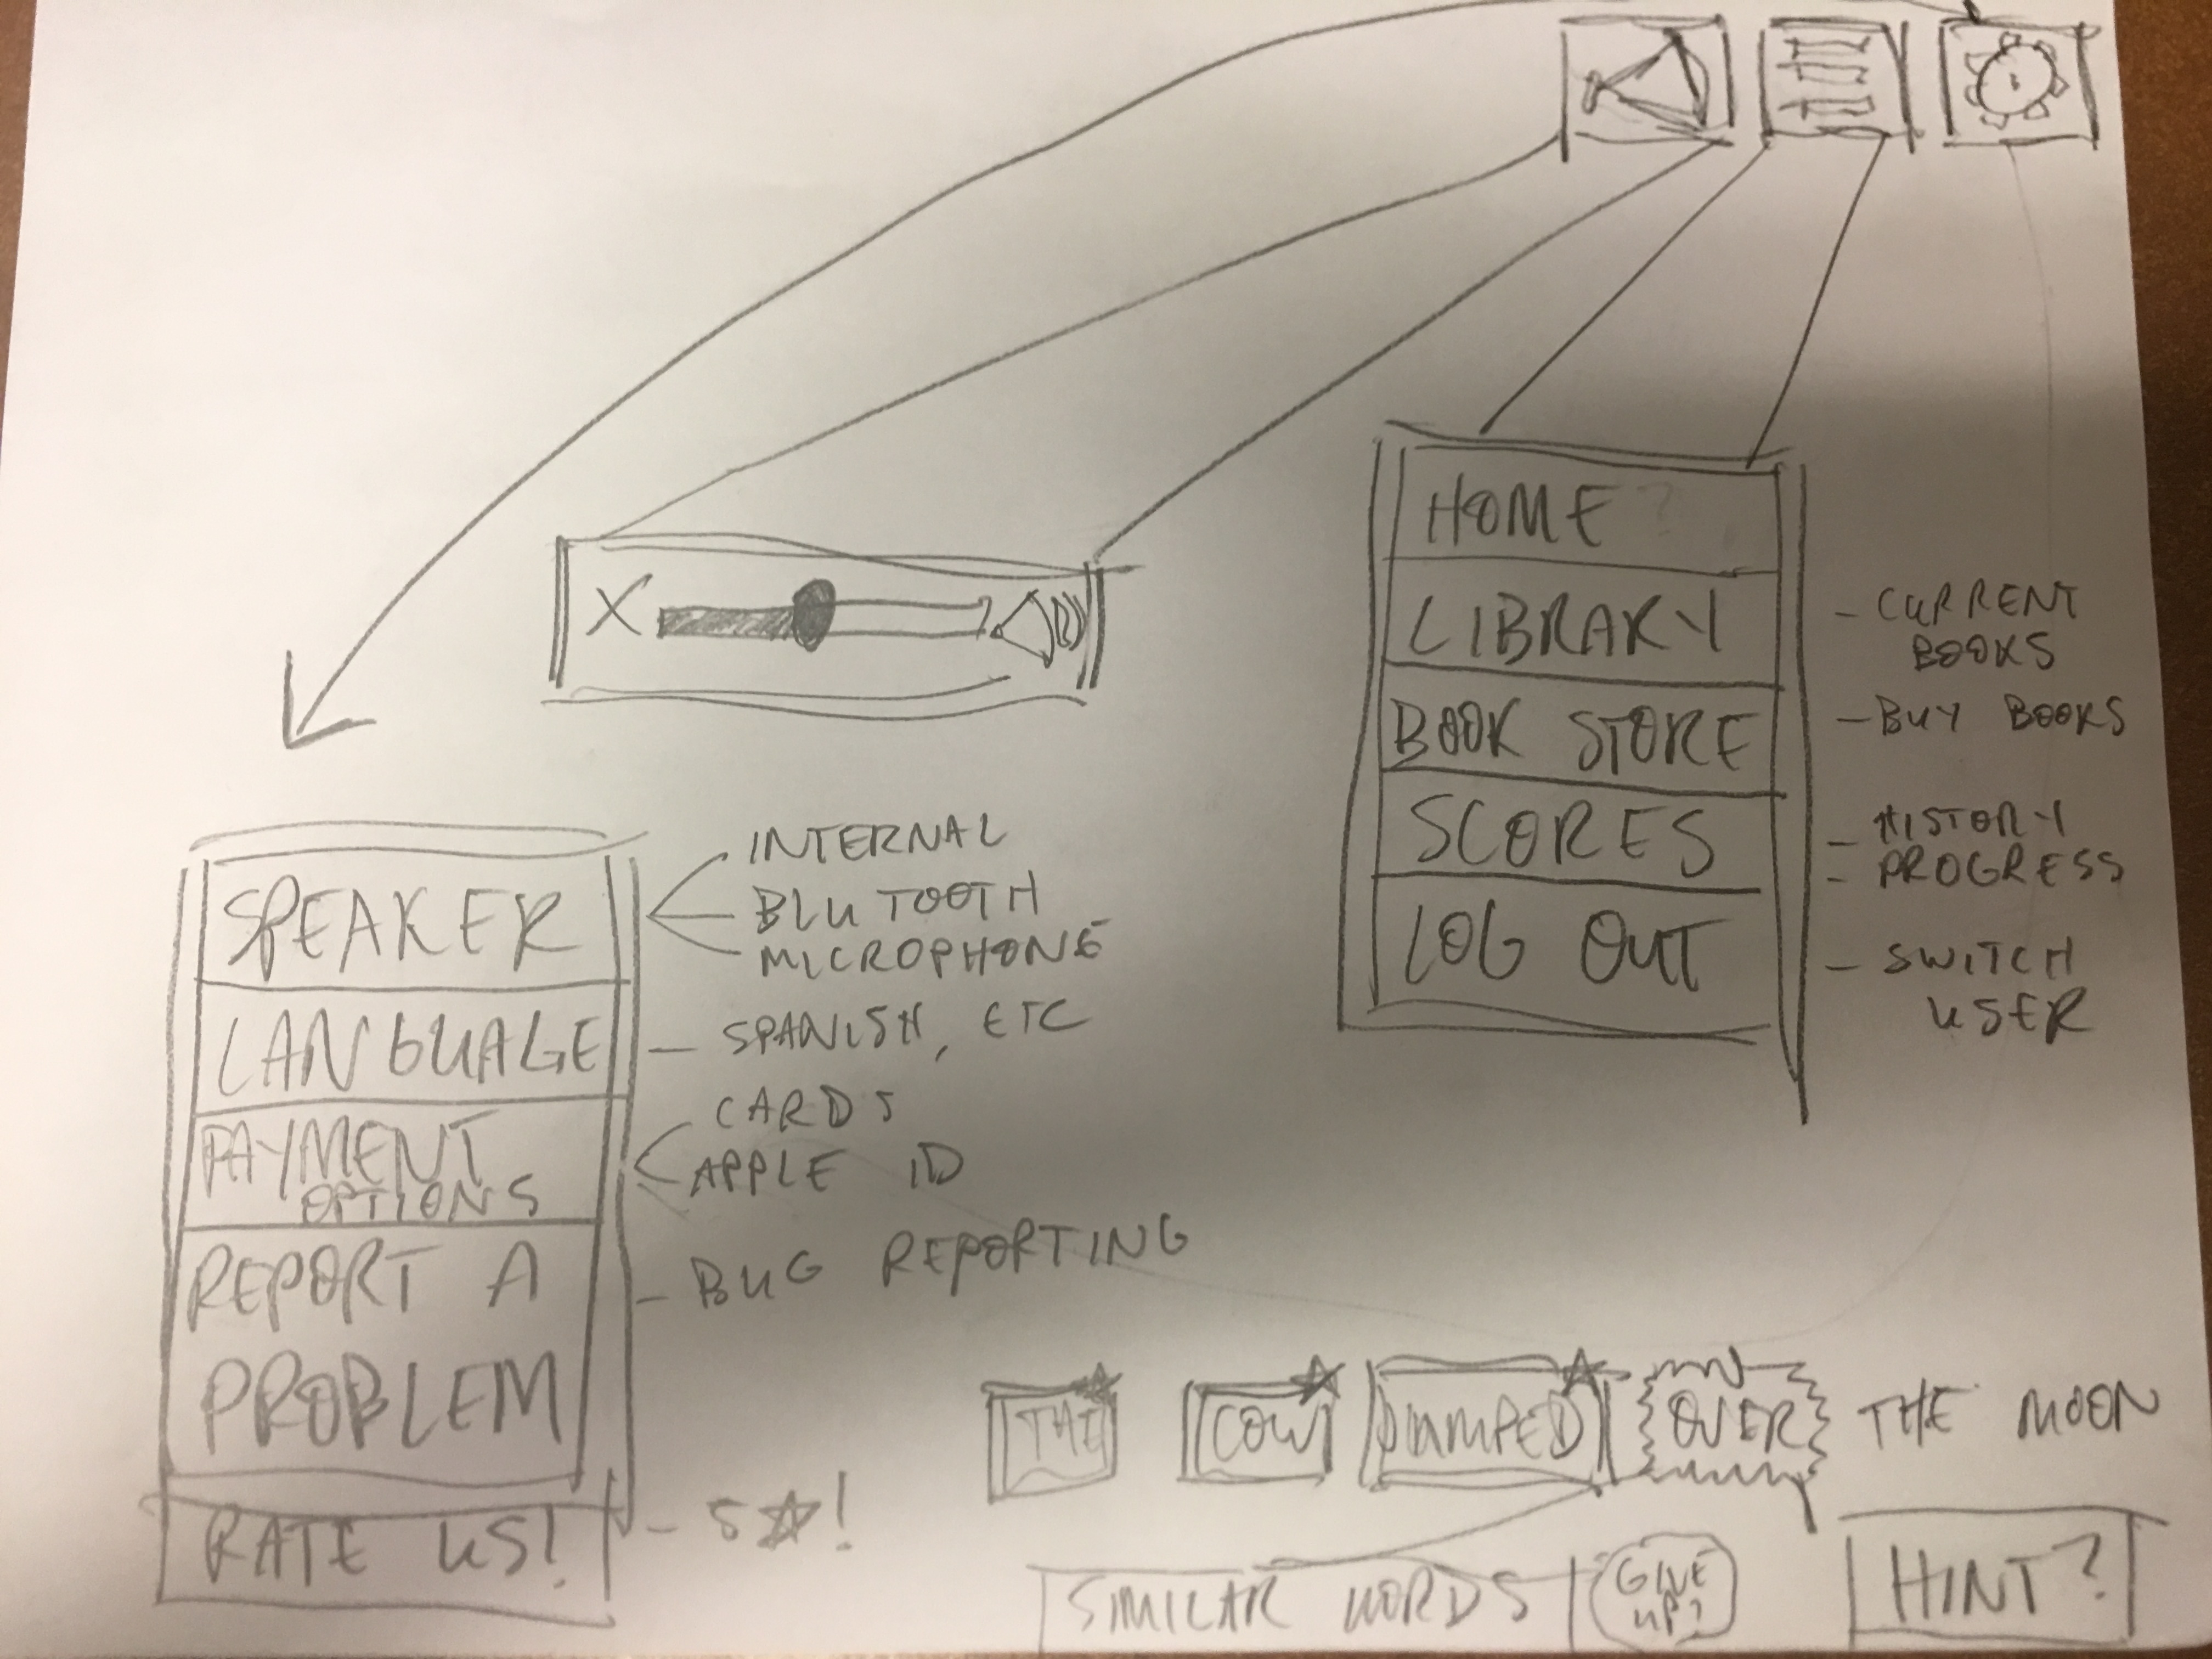 SPEAKER
LANGUAGE
PAYMENT
OPTIONS
REPORT A
PROBLEM
RATE US!
INTERNAL
BLUTOOTH
MICROPHONE
- SPANISH, ETC
CARDS
APPLE ID
- BUG REPORTING
- 5 ☆!
X
HOME ?
LIBRARY
BOOK STORE
SCORES
LOG OUT
- CURRENT
BOOKS
- BUY BOOKS
- HISTORY
- PROGRESS
- SWITCH
USER
THE COW JUMPED OVER THE MOON
SIMILAR WORDS
GIVE
UP?
HINT?